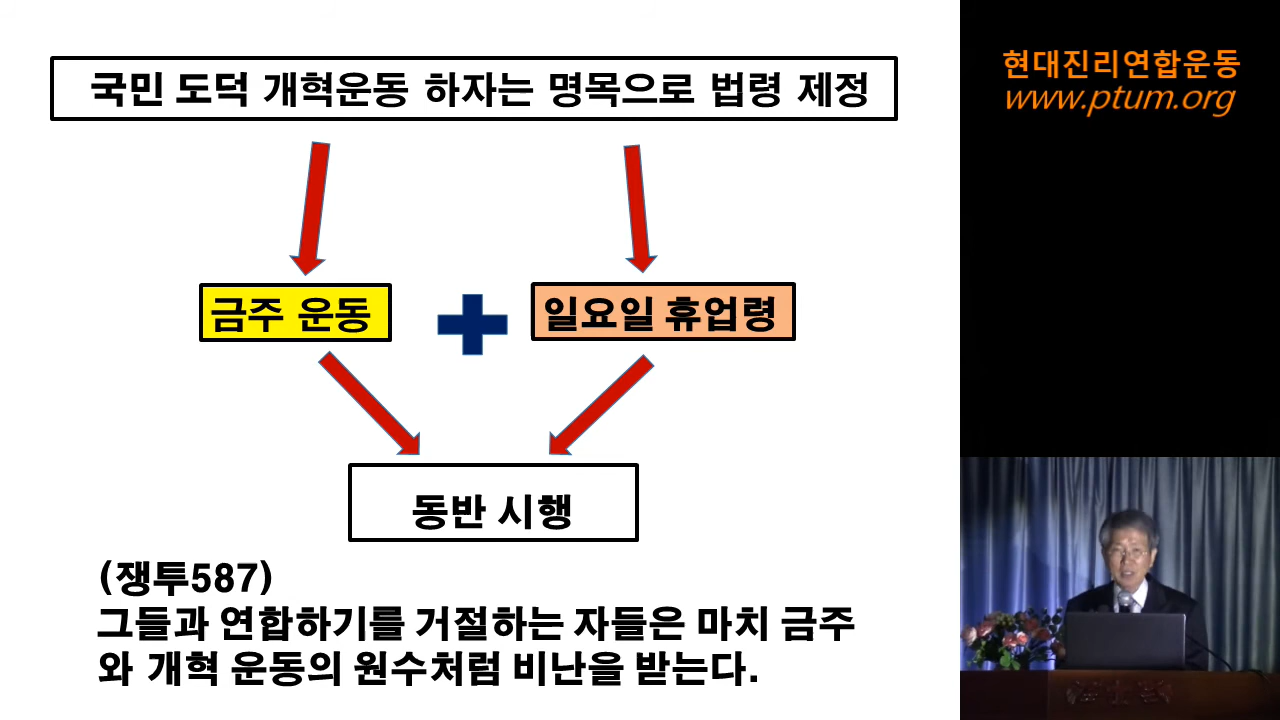 국민 도덕 개혁운동 하자는 명목으로 법령 제정
금주 운동
일요일 휴업령
동반 시행
(쟁투587)
그들과 연합하기를 거절하는 자들은 마치 금주
와 개혁 운동의 원수처럼 비난을 받는다.
현대진리연합운동
www.ptum.org